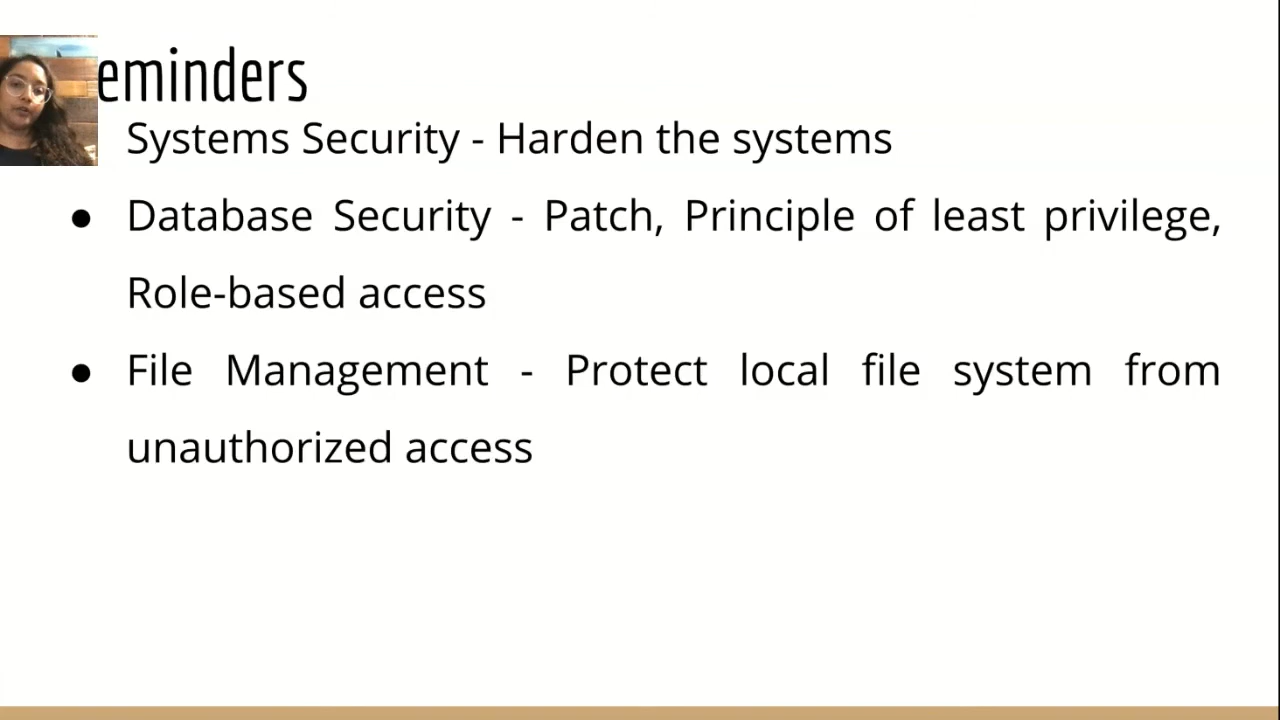 eminders
Systems Security - Harden the systems
● Database Security - Patch, Principle of least privilege,
Role-based access
● File Management - Protect local file system from
unauthorized access